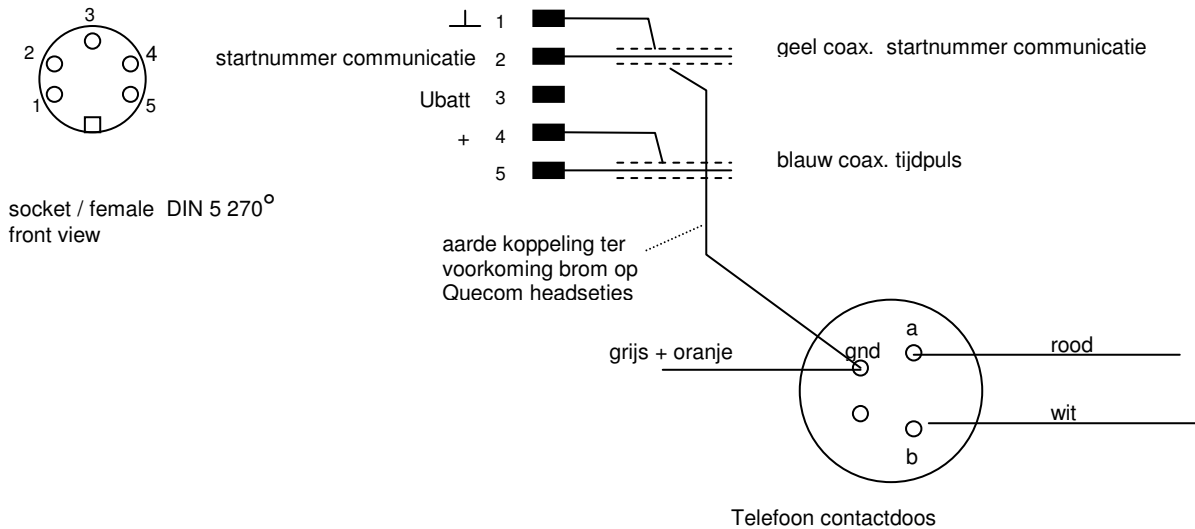 3
2
4
1
5
socket / female DIN 5 270°
front view
1
startnummer communicatie 2
Ubatt 3
+ 4
5
geel coax. startnummer communicatie
blauw coax. tijdpuls
aarde koppeling ter
voorkoming brom op
Quecom headseties
grijs + oranje
gnd
a
rood
wit
b
Telefoon contactdoos